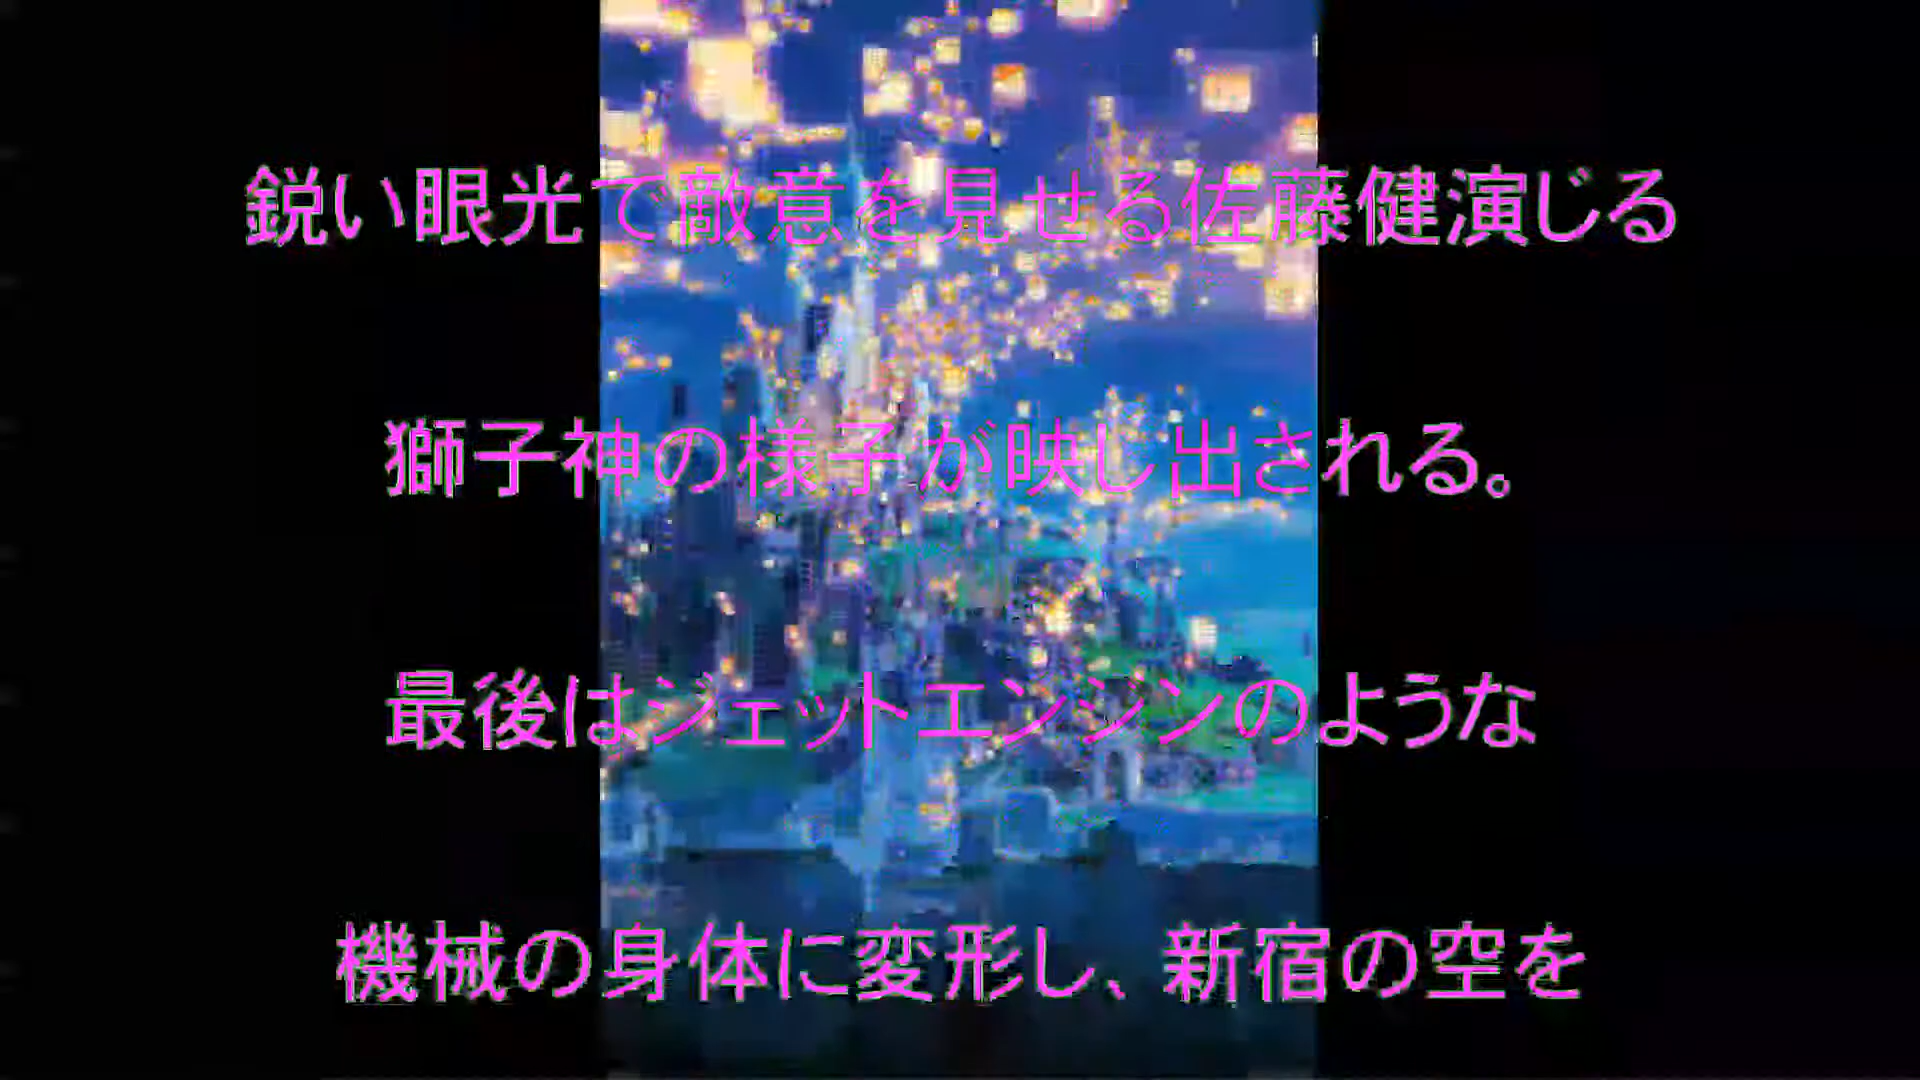 鋭い眼光で敵意を見せる佐藤健演じる
獅子神の様子が映し出される。
最後はジェットエンジンのような
機械の身体に変形し、新宿の空を